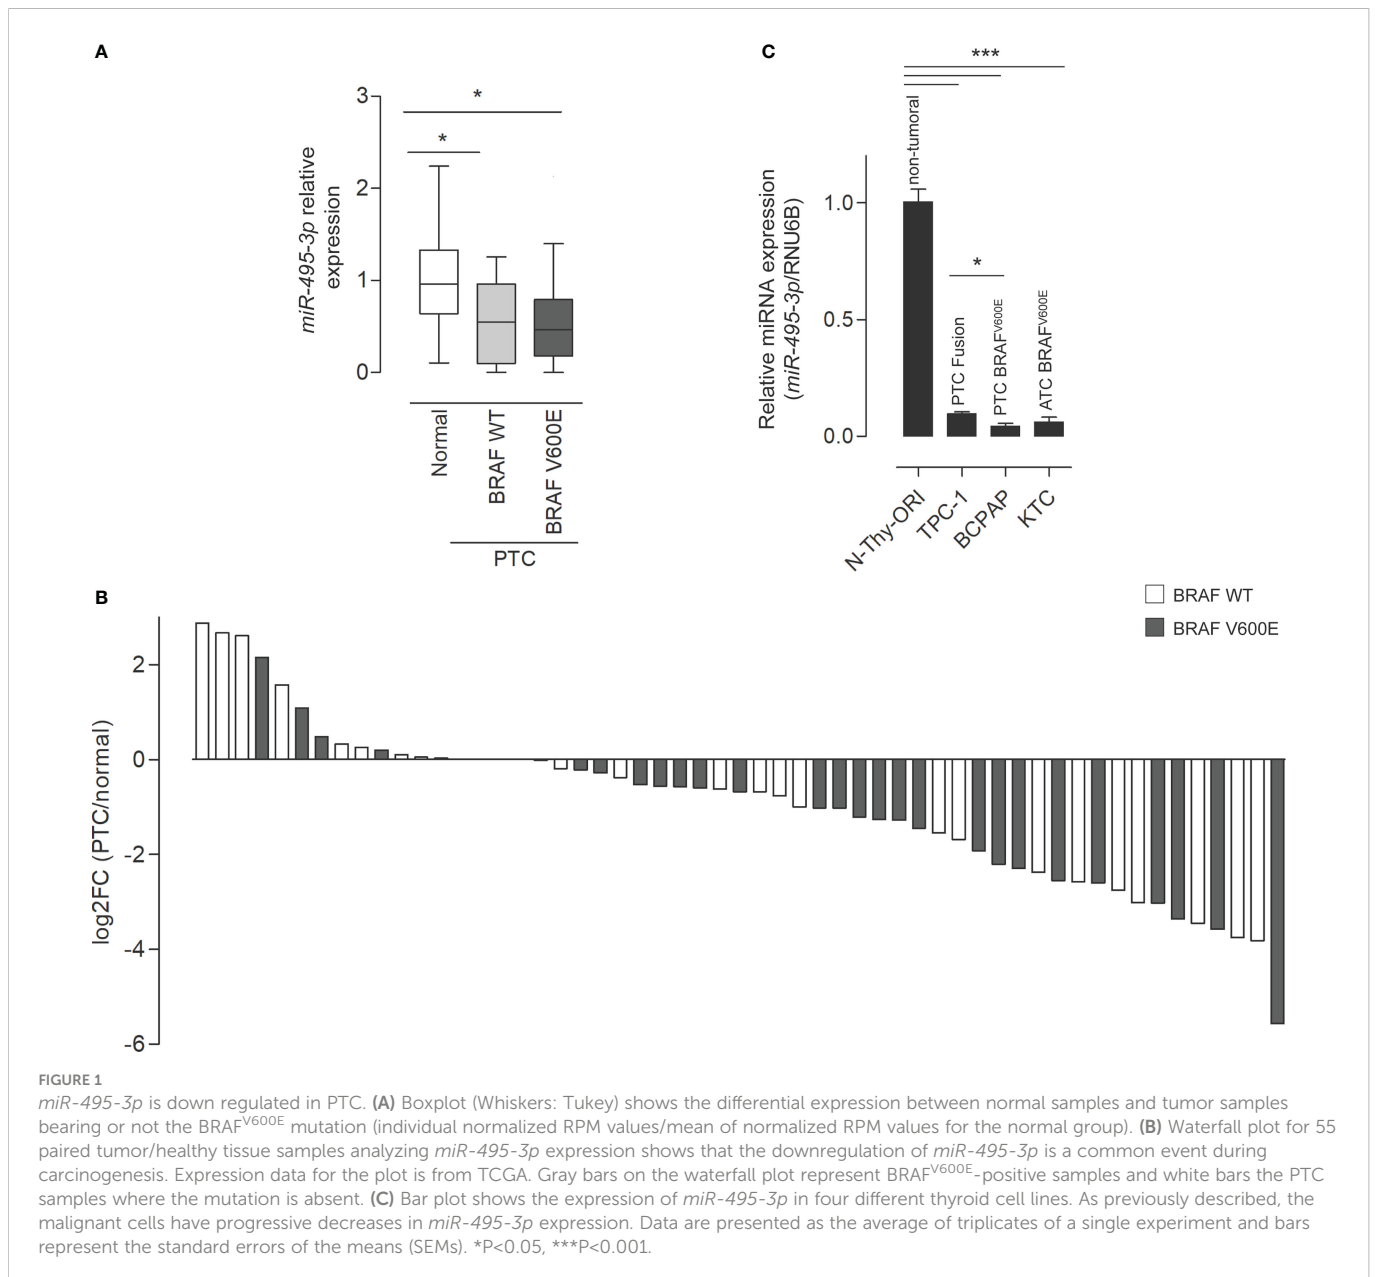 A
miR-495-3p relative
expression
3
2
1
0
*
*
Normal
BRAF WT
BRAF V600E
PTC
C
Relative miRNA expression
(miR-495-3p/RNU6B)
1.0
0.5
0.0
***
*
non-tumoral
PTC Fusion
PTC BRAFV600E
ATC BRAFV600E
N-Thy-ORI
TPC-1
BCPAP
KTC
B
BRAF WT
BRAF V600E
log2FC (PTC/normal)
2
0
-2
-4
-6
FIGURE 1
miR-495-3p is down regulated in PTC. (A) Boxplot (Whiskers: Tukey) shows the differential expression between normal samples and tumor samples
bearing or not the BRAFV600E mutation (individual normalized RPM values/mean of normalized RPM values for the normal group). (B) Waterfall plot for 55
paired tumor/healthy tissue samples analyzing miR-495-3p expression shows that the downregulation of miR-495-3p is a common event during
carcinogenesis. Expression data for the plot is from TCGA. Gray bars on the waterfall plot represent BRAFV600E-positive samples and white bars the PTC
samples where the mutation is absent. (C) Bar plot shows the expression of miR-495-3p in four different thyroid cell lines. As previously described, the
malignant cells have progressive decreases in miR-495-3p expression. Data are presented as the average of triplicates of a single experiment and bars
represent the standard errors of the means (SEMs). *P<0.05, ***P<0.001.